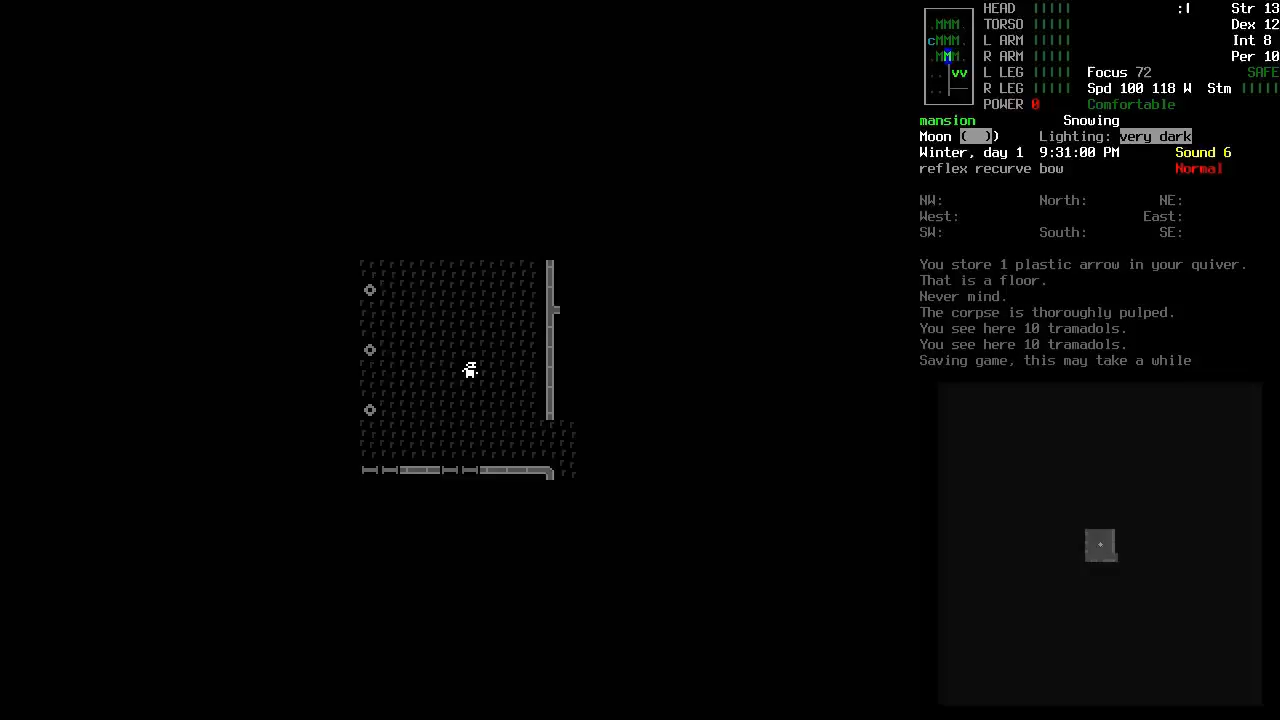 HEAD ||||| :| Str 13
.MMM. TORSO ||||| Dex 12
cMMM. L ARM ||||| Int 8
.MMM. R ARM ||||| Per 10
..|vv L LEG ||||| Focus 72 SAFE
..| R LEG ||||| Spd 100 118 W Stm |||||
POWER 0 Comfortable
mansion Snowing
Moon (  )) Lighting: very dark
Winter, day 1 9:31:00 PM Sound 6
reflex recurve bow Normal
NW: North: NE:
West: East:
SW: South: SE:
You store 1 plastic arrow in your quiver.
That is a floor.
Never mind.
The corpse is thoroughly pulped.
You see here 10 tramadols.
You see here 10 tramadols.
Saving game, this may take a while